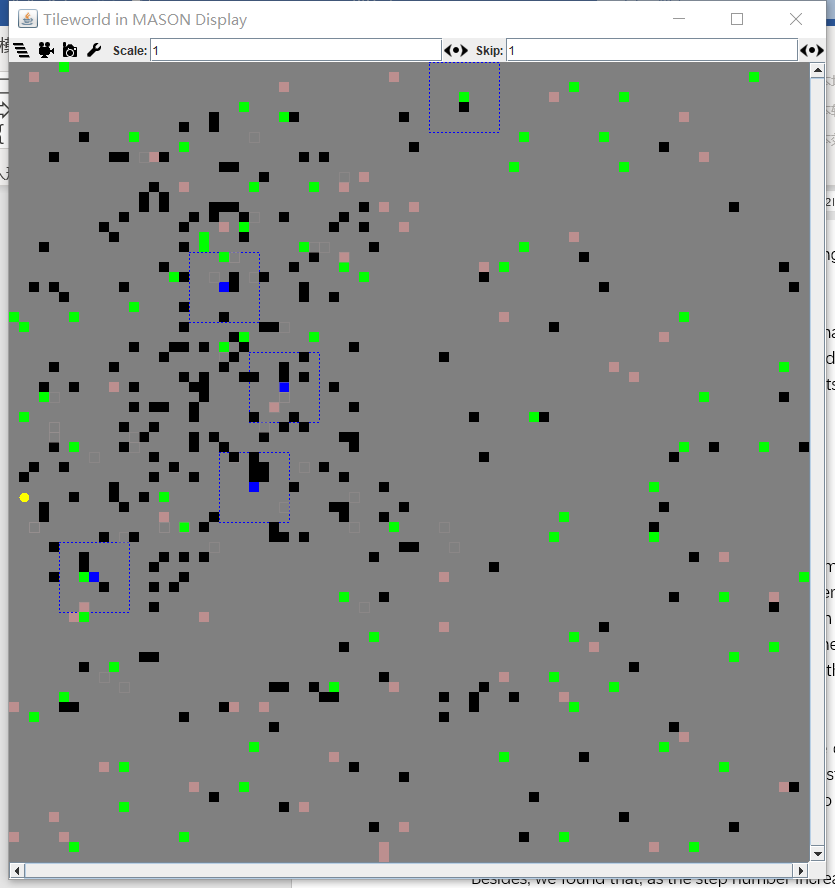 Tileworld in MASON Display
Scale: 1
Skip: 1
Besides, we found that, as the step number increa